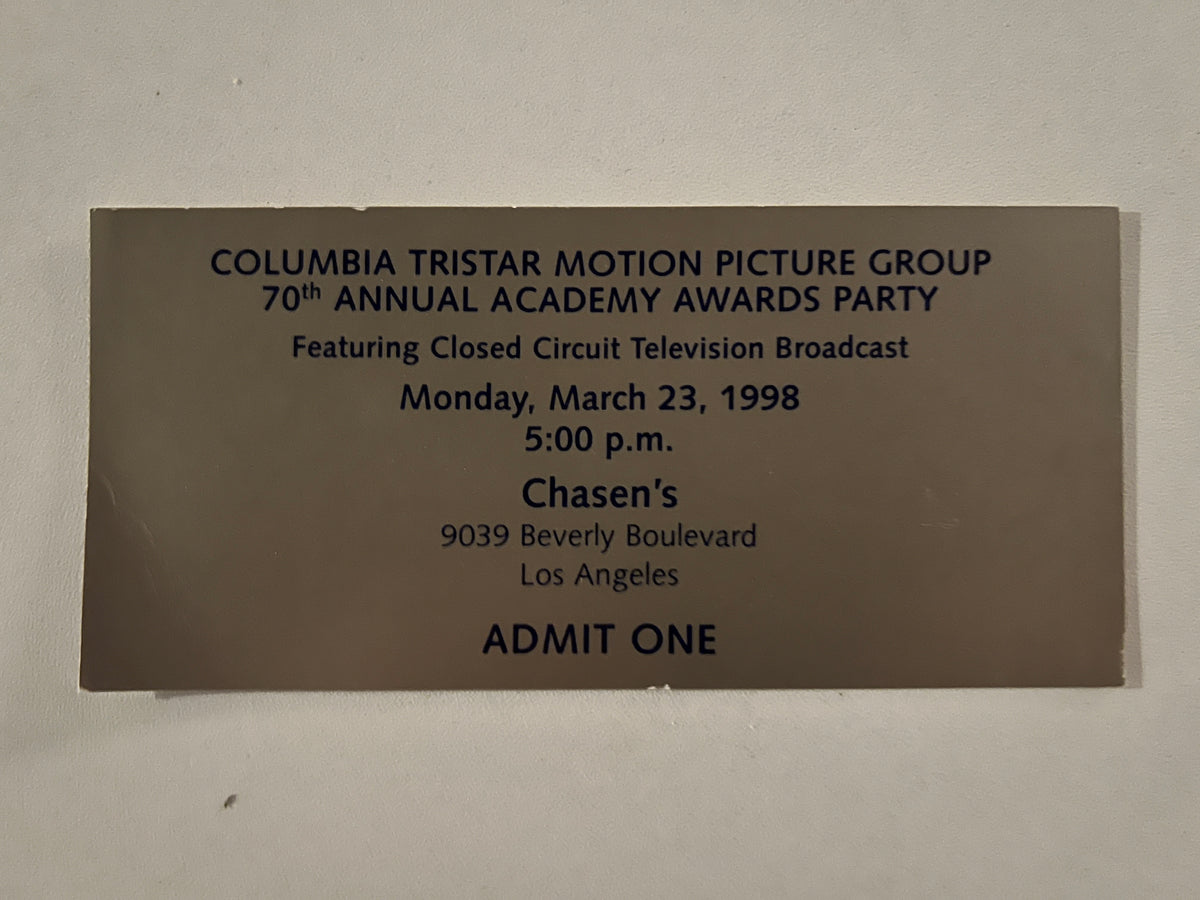 COLUMBIA TRISTAR MOTION PICTURE GROUP
70th ANNUAL ACADEMY AWARDS PARTY
Featuring Closed Circuit Television Broadcast
Monday, March 23, 1998
5:00 p.m.
Chasen's
9039 Beverly Boulevard
Los Angeles
ADMIT ONE